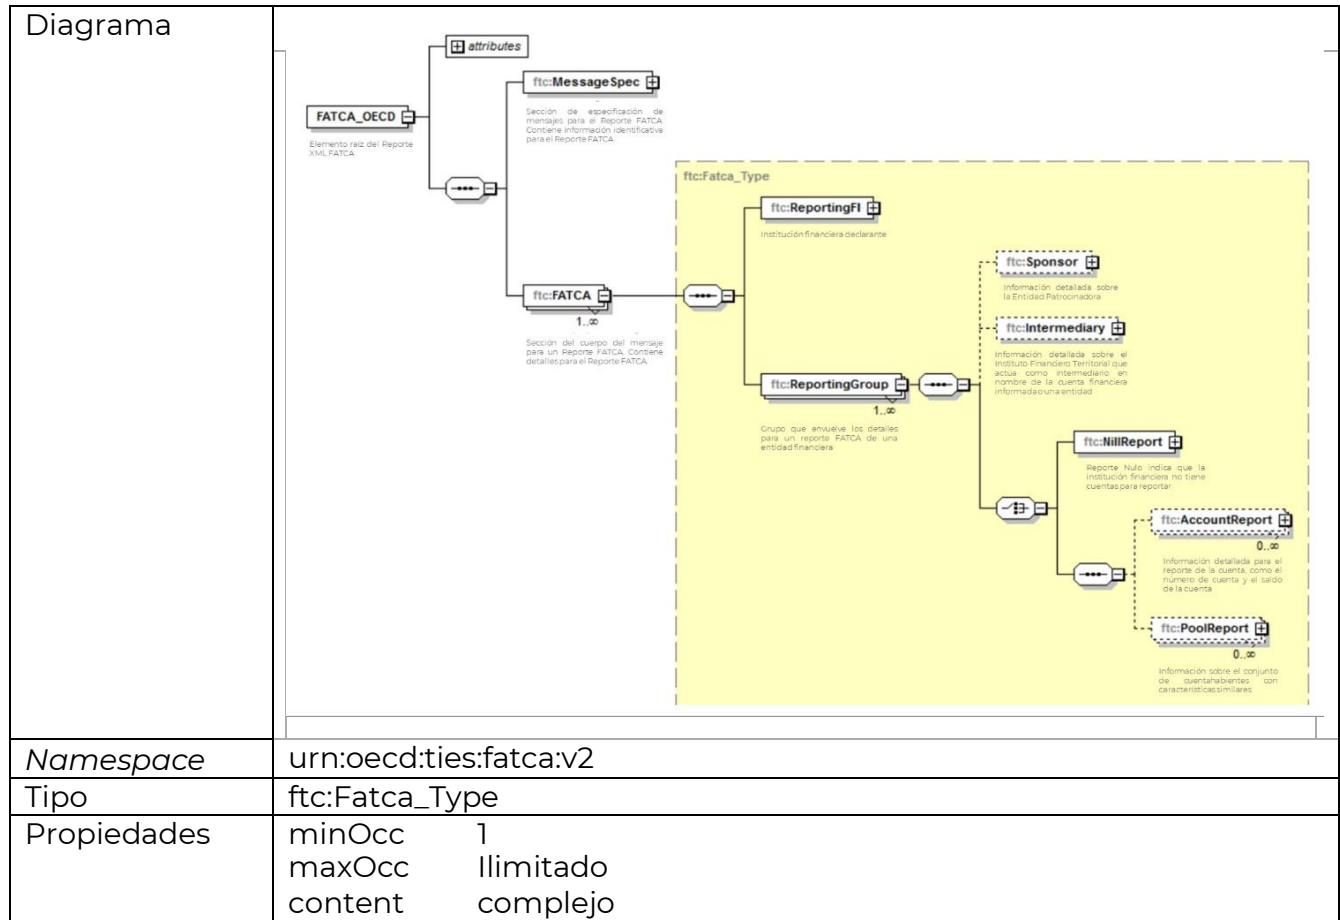 Diagrama
attributes
ftc:MessageSpec
Sección de especificación de
mensajes para el Reporte FATCA.
Contiene información identificativa
para el Reporte FATCA.
FATCA_OECD
Elemento raíz del Reporte
XML FATCA
ftc:Fatca_Type
ftc:ReportingFI
Institución financiera declarante
ftc:Sponsor
Información detallada sobre
la Entidad Patrocinadora
ftc:FATCA
1..∞
Sección del cuerpo del mensaje
para un Reporte FATCA. Contiene
detalles para el Reporte FATCA.
ftc:Intermediary
Información detallada sobre el
Instituto Financiero Territorial que
actúa como intermediario en
nombre de la cuenta financiera
informada o una entidad
ftc:ReportingGroup
1..∞
Grupo que envuelve los detalles
para un reporte FATCA de una
entidad financiera
ftc:NillReport
Reporte Nulo indica que la
institución financiera no tiene
cuentas para reportar
ftc:AccountReport
0..∞
Información detallada para el
reporte de la cuenta, como el
número de cuenta y el saldo
de la cuenta
ftc:PoolReport
0..∞
Información sobre el conjunto
de cuentahabientes con
características similares
Namespace urn:oecd:ties:fatca:v2
Tipo ftc:Fatca_Type
Propiedades minOcc 1
maxOcc Ilimitado
content complejo